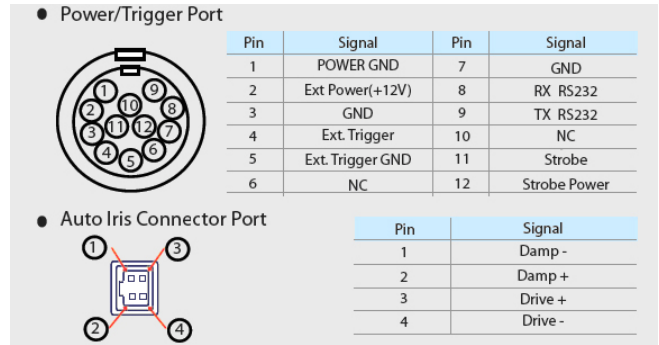 Power/Trigger Port
Pin Signal Pin Signal
1 POWER GND 7 GND
2 Ext Power(+12V) 8 RX RS232
3 GND 9 TX RS232
4 Ext. Trigger 10 NC
5 Ext. Trigger GND 11 Strobe
6 NC 12 Strobe Power
1 9
2 10 8
3 11 12 7
4 5 6
Auto Iris Connector Port
Pin Signal
1 Damp -
2 Damp +
3 Drive +
4 Drive -
1 3
2 4